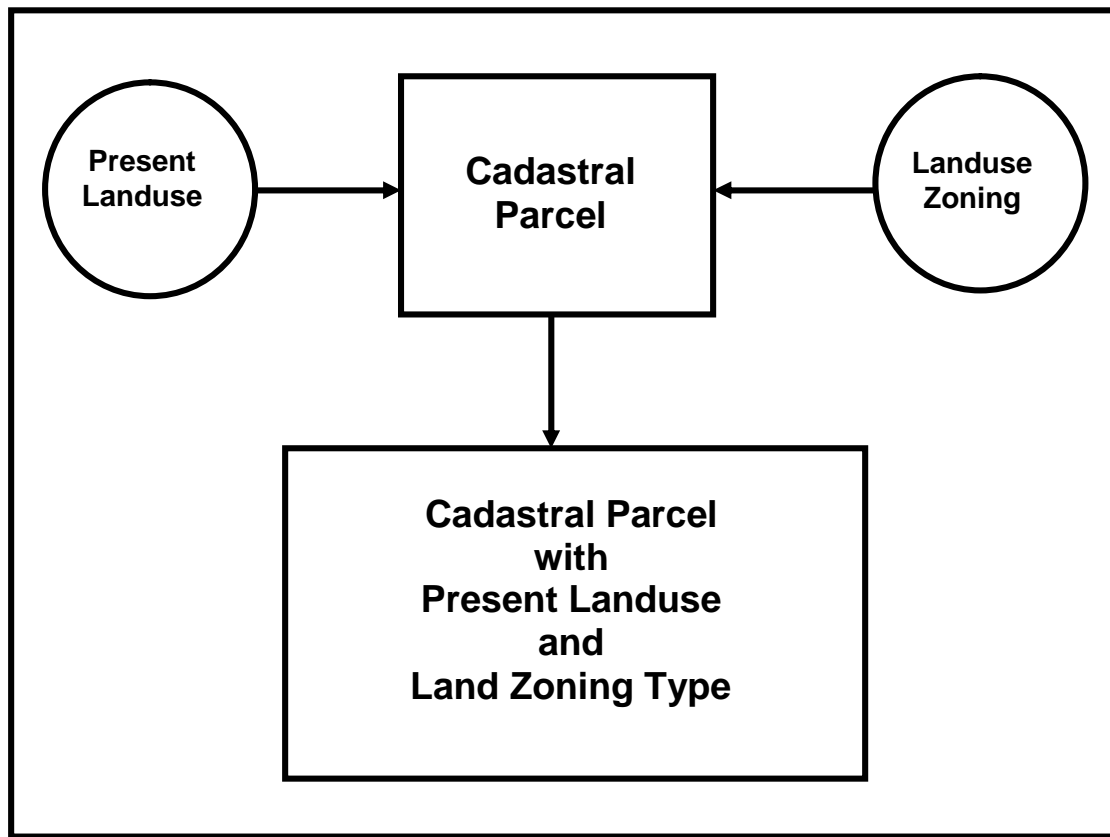 Present
Landuse
Cadastral
Parcel
Landuse
Zoning
Cadastral Parcel
with
Present Landuse
and
Land Zoning Type